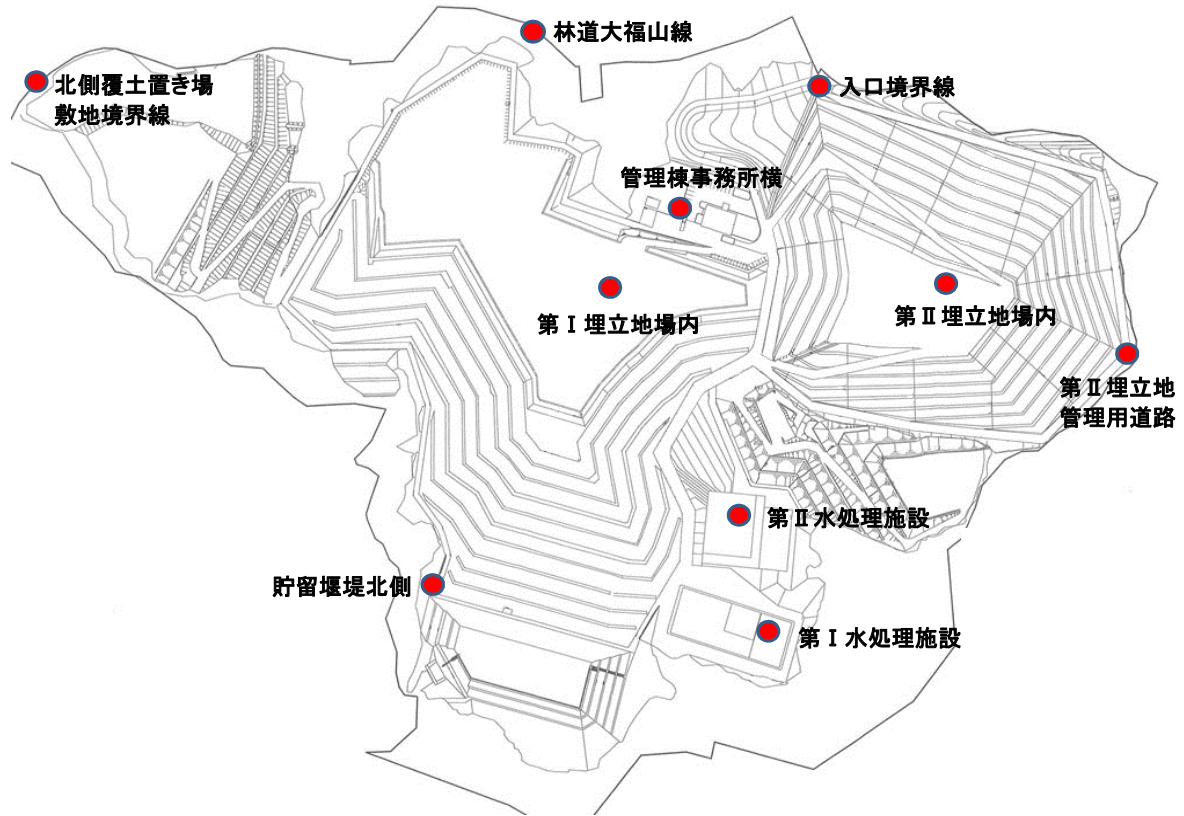 林道大福山線
北側覆土置き場
敷地境界線
入口境界線
管理棟事務所横
第Ⅰ埋立地場内
第Ⅱ埋立地場内
第Ⅱ埋立地
管理用道路
第Ⅱ水処理施設
貯留堰堤北側
第Ⅰ水処理施設